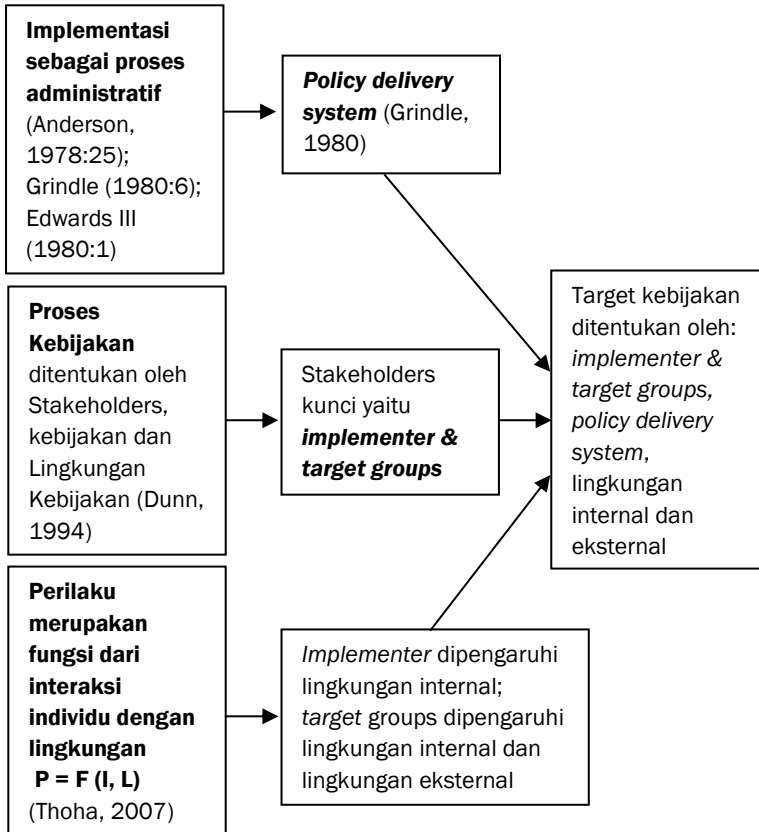 Implementasi
sebagai proses
administratif
(Anderson,
1978:25);
Grindle (1980:6);
Edwards III
(1980:1)
Policy delivery
system (Grindle,
1980)
Proses
Kebijakan
ditentukan oleh
Stakeholders,
kebijakan dan
Lingkungan
Kebijakan (Dunn,
1994)
Stakeholders
kunci yaitu
implementer &
target groups
Target kebijakan
ditentukan oleh:
implementer &
target groups,
policy delivery
system,
lingkungan
internal dan
eksternal
Perilaku
merupakan
fungsi dari
interaksi
individu dengan
lingkungan
P = F (I, L)
(Thoha, 2007)
Implementer dipengaruhi
lingkungan internal;
target groups dipengaruhi
lingkungan internal dan
lingkungan eksternal